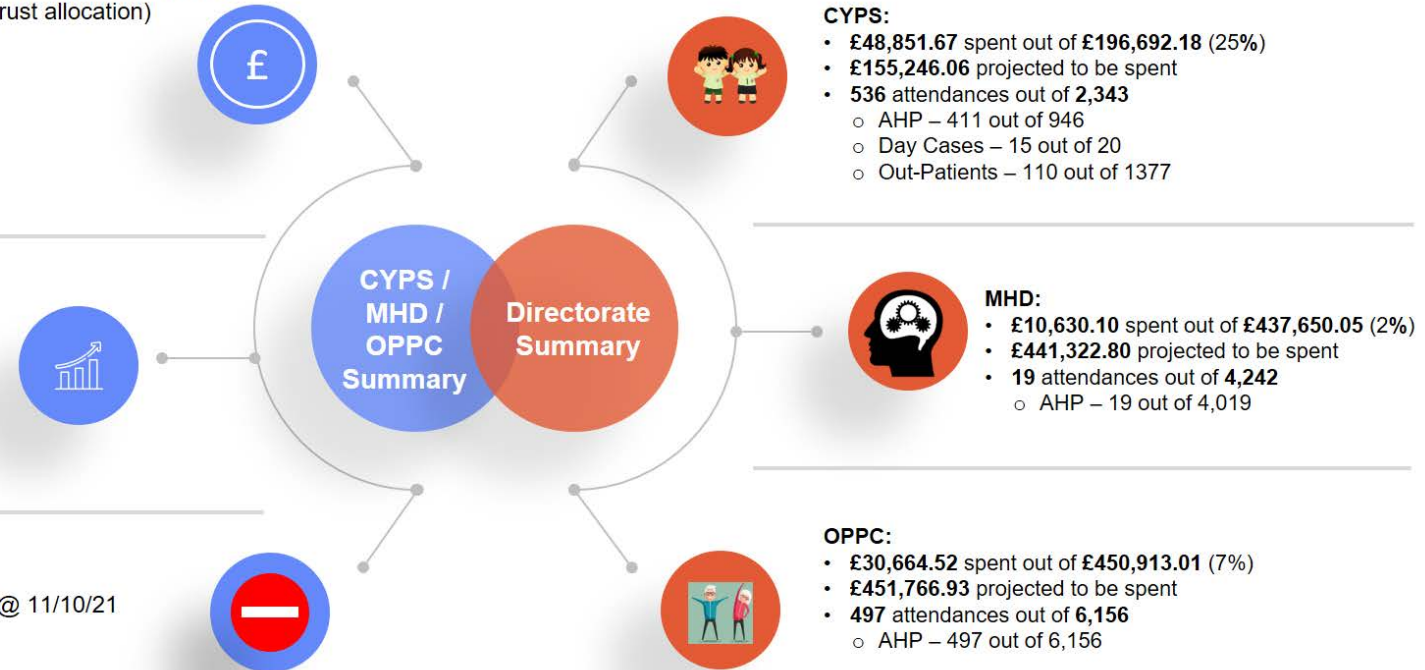 rust allocation)
£
CYPS:
• £48,851.67 spent out of £196,692.18 (25%)
• £155,246.06 projected to be spent
• 536 attendances out of 2,343
o AHP – 411 out of 946
o Day Cases – 15 out of 20
o Out-Patients – 110 out of 1377
CYPS /
MHD /
OPPC
Summary
Directorate
Summary
MHD:
• £10,630.10 spent out of £437,650.05 (2%)
• £441,322.80 projected to be spent
• 19 attendances out of 4,242
o AHP – 19 out of 4,019
@ 11/10/21
OPPC:
• £30,664.52 spent out of £450,913.01 (7%)
• £451,766.93 projected to be spent
• 497 attendances out of 6,156
o AHP – 497 out of 6,156